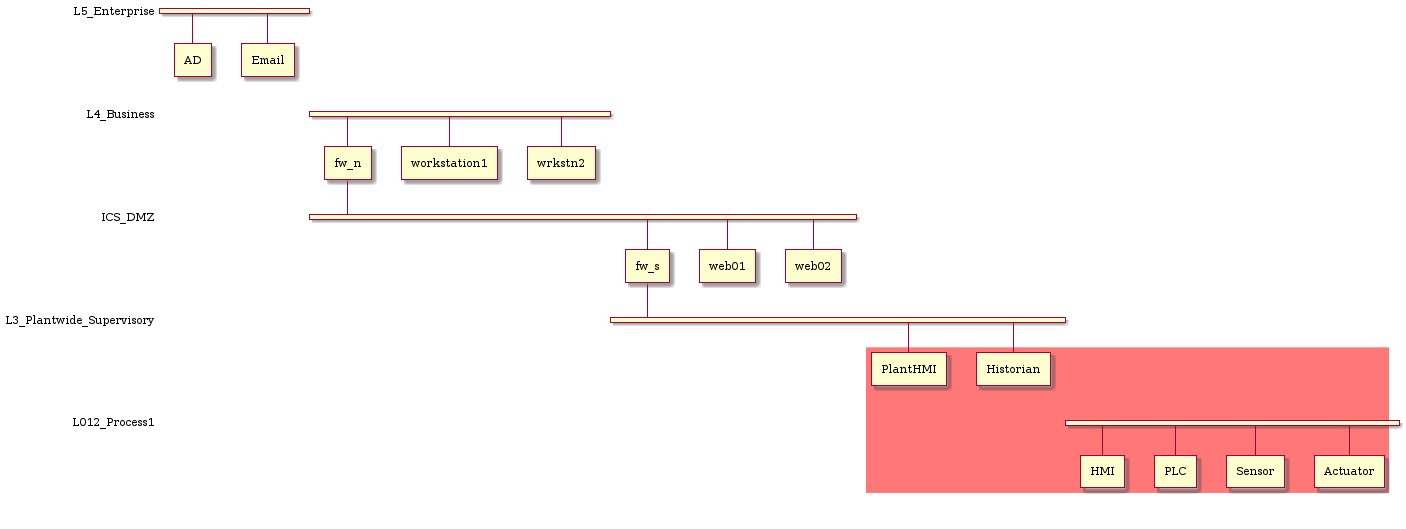 L5_Enterprise
AD Email
L4_Business
fw_n workstation1 wrkstn2
ICS_DMZ
fw_s web01 web02
L3_Plantwide_Supervisory
PlantHMI Historian
L012_Process1
HMI PLC Sensor Actuator